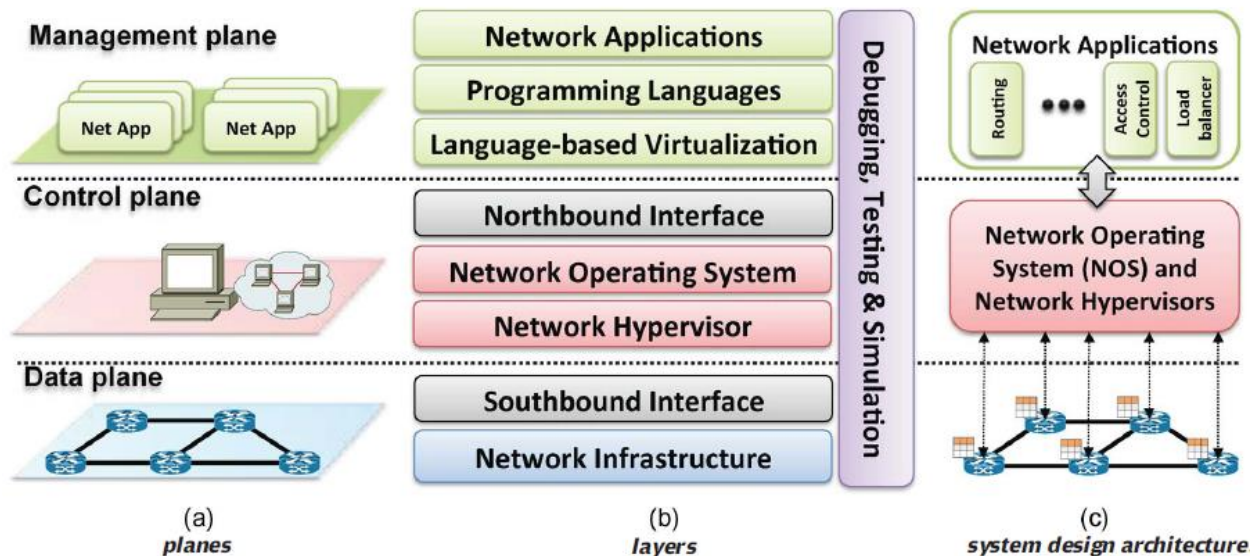 Management plane
Net App
Net App
Control plane
Data plane
(a)
planes
Network Applications
Programming Languages
Language-based Virtualization
Northbound Interface
Network Operating System
Network Hypervisor
Southbound Interface
Network Infrastructure
Debugging, Testing & Simulation
(b)
layers
Network Applications
Routing
Access
Control
Load
balancer
Network Operating
System (NOS) and
Network Hypervisors
(c)
system design architecture